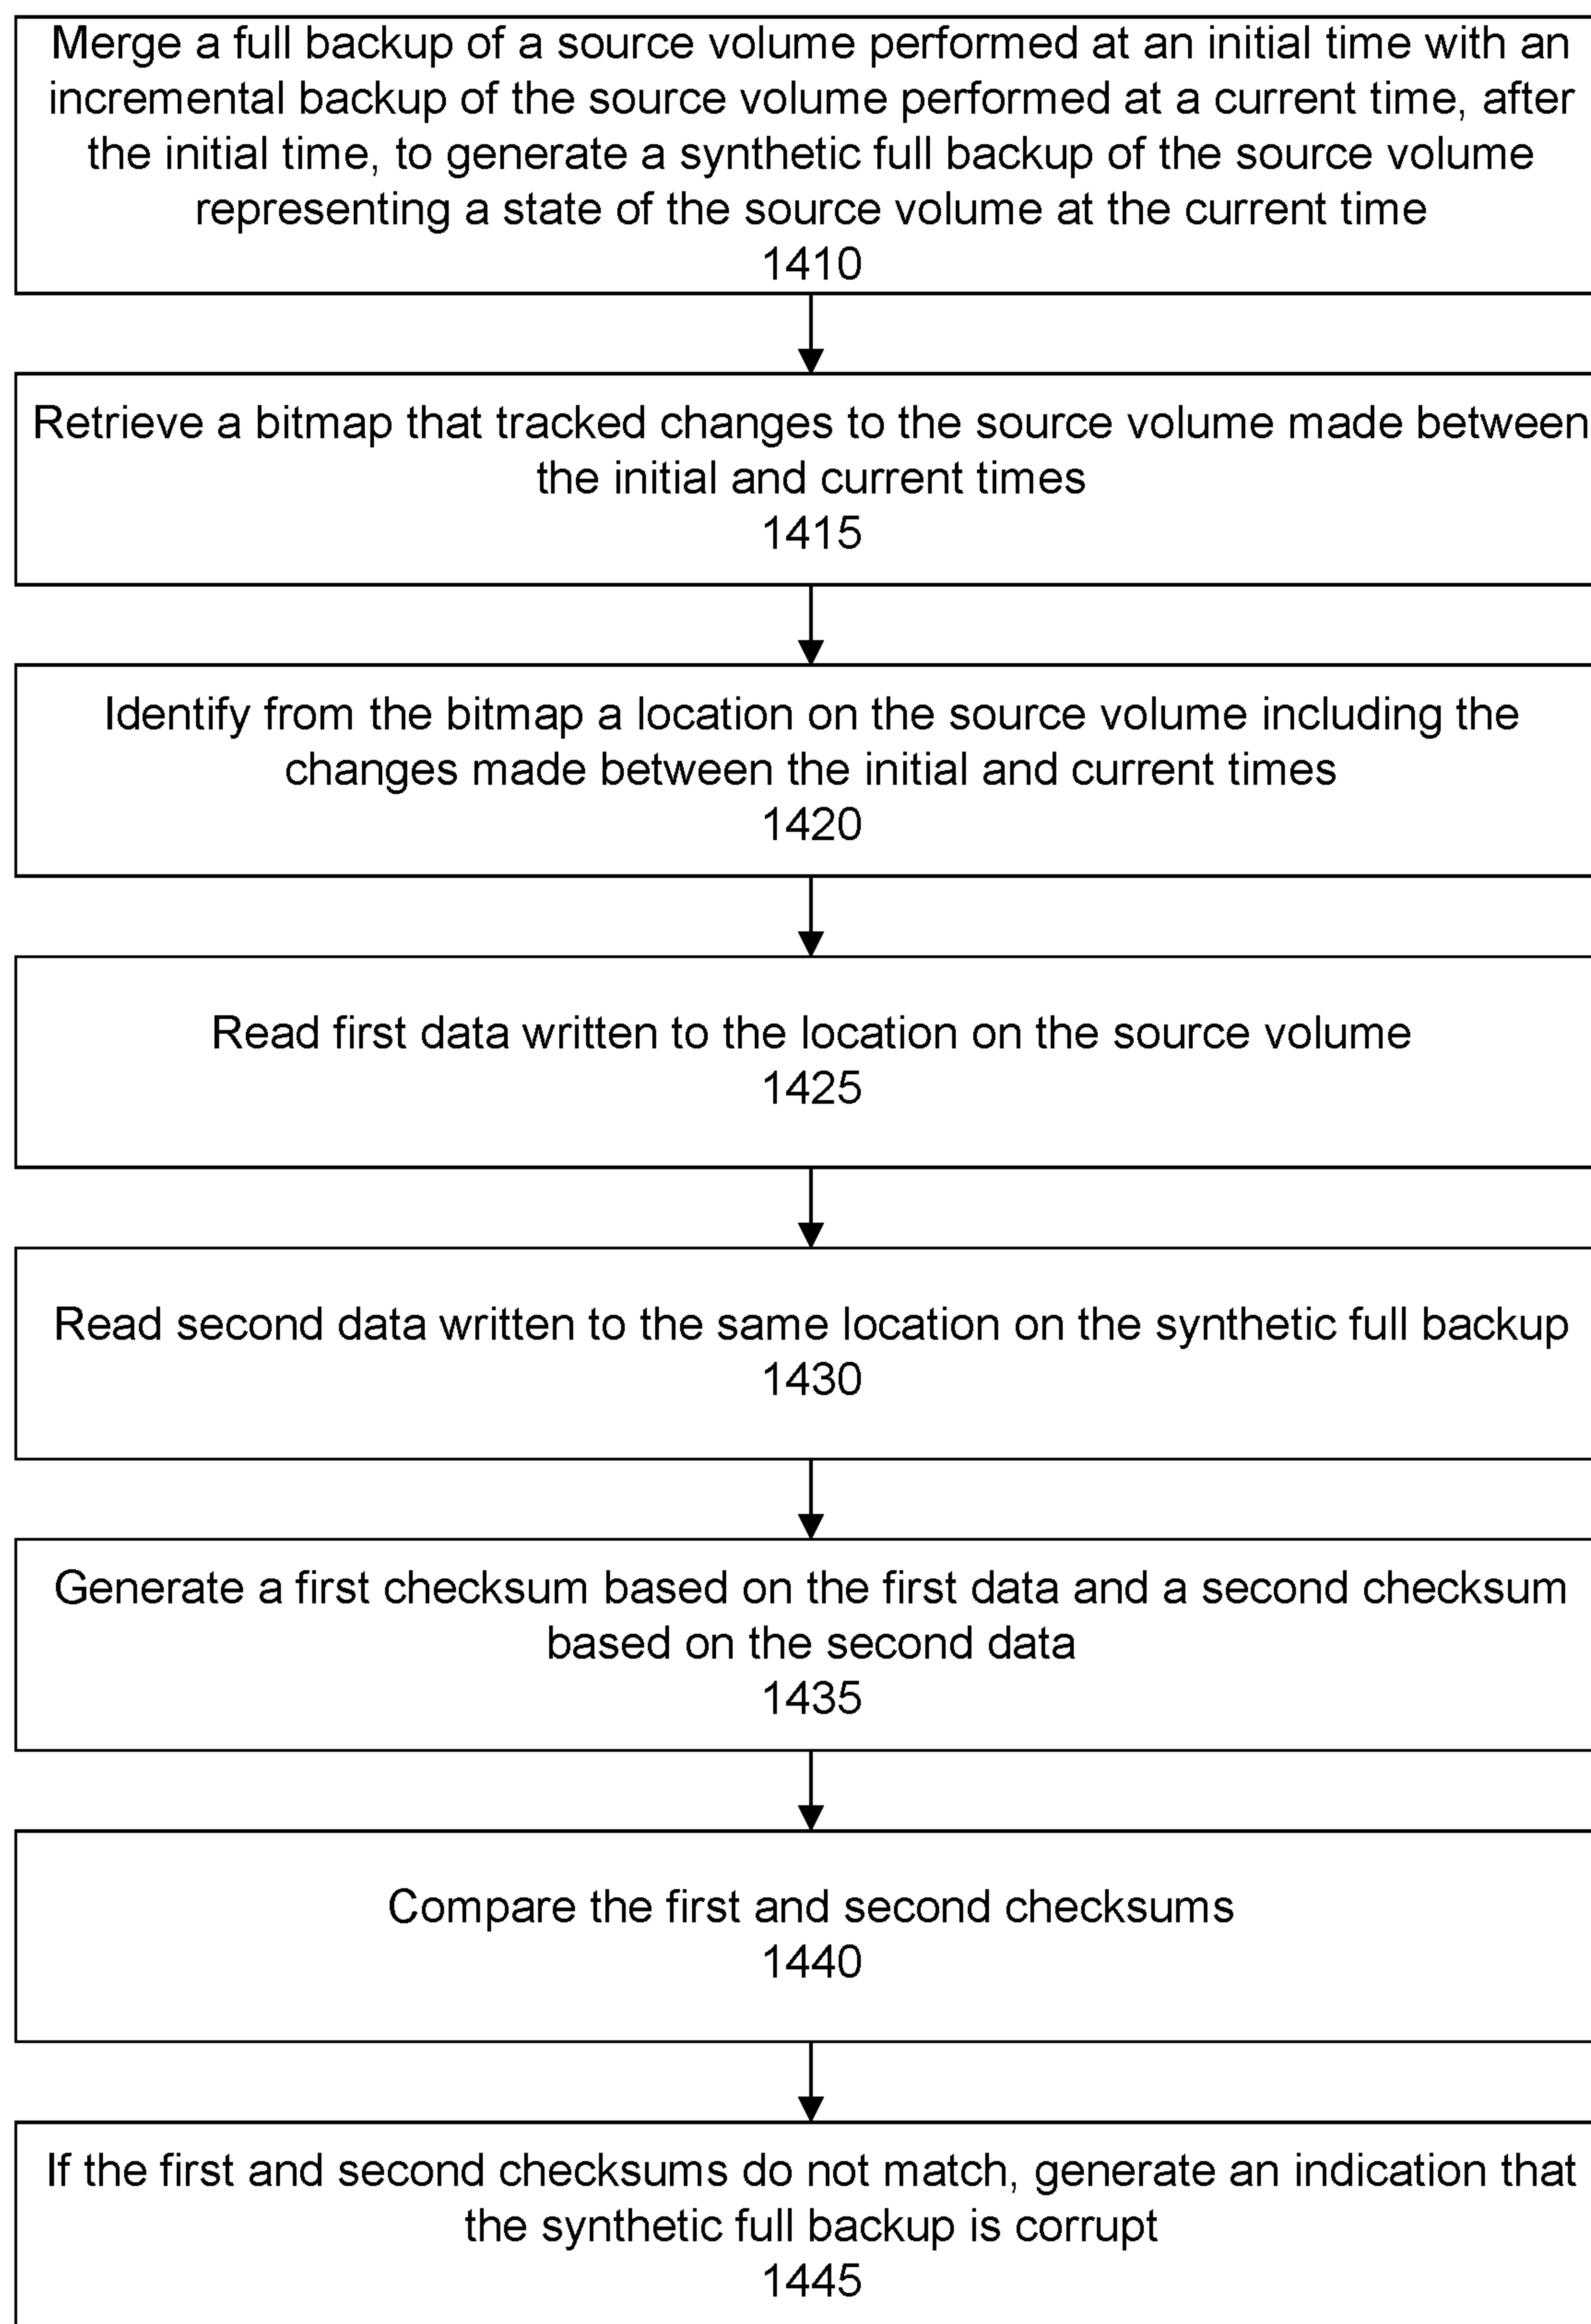 Merge a full backup of a source volume performed at an initial time with an
incremental backup of the source volume performed at a current time, after
the initial time, to generate a synthetic full backup of the source volume
representing a state of the source volume at the current time
1410
Retrieve a bitmap that tracked changes to the source volume made between
the initial and current times
1415
Identify from the bitmap a location on the source volume including the
changes made between the initial and current times
1420
Read first data written to the location on the source volume
1425
Read second data written to the same location on the synthetic full backup
1430
Generate a first checksum based on the first data and a second checksum
based on the second data
1435
Compare the first and second checksums
1440
If the first and second checksums do not match, generate an indication that
the synthetic full backup is corrupt
1445